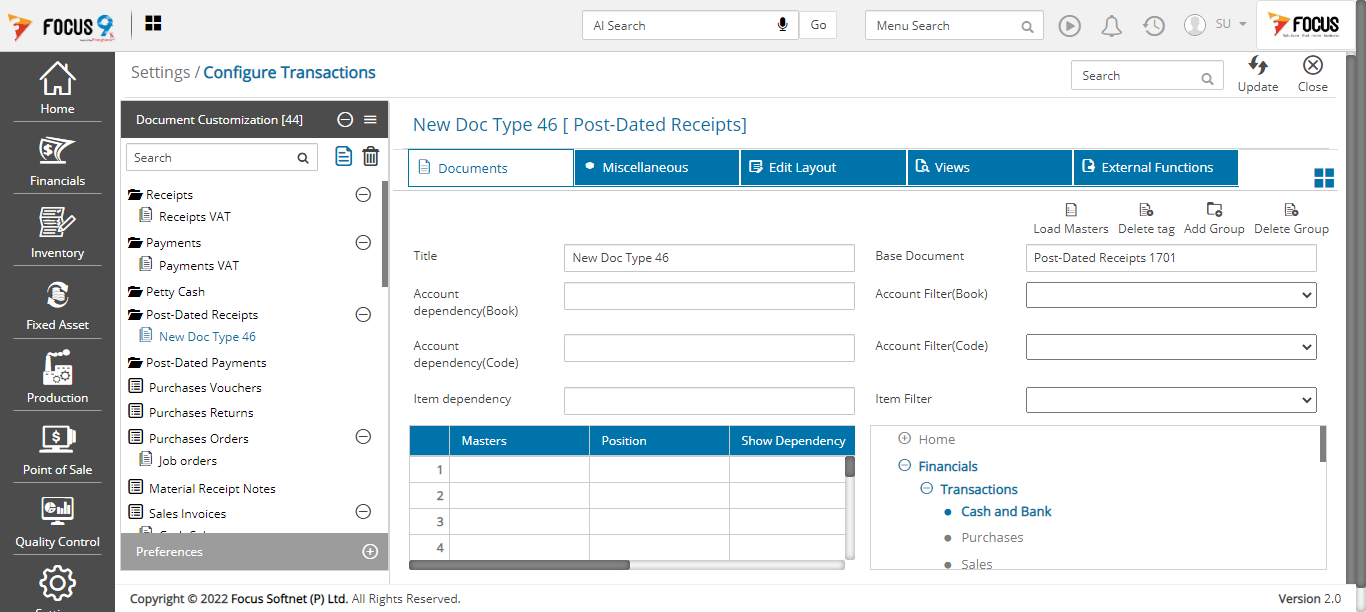 FOCUS 9
AI Search
Go
Menu Search
SU
FOCUS
Home
Financials
Inventory
Fixed Asset
Production
Point of Sale
Quality Control
Settings / Configure Transactions
Search
Update
Close
Document Customization [44]
Search
Receipts
Receipts VAT
Payments
Payments VAT
Petty Cash
Post-Dated Receipts
New Doc Type 46
Post-Dated Payments
Purchases Vouchers
Purchases Returns
Purchases Orders
Job orders
Material Receipt Notes
Sales Invoices
Preferences
New Doc Type 46 [ Post-Dated Receipts]
Documents
Miscellaneous
Edit Layout
Views
External Functions
Load Masters
Delete tag
Add Group
Delete Group
Title
New Doc Type 46
Base Document
Post-Dated Receipts 1701
Account
dependency(Book)
Account Filter(Book)
Account
dependency(Code)
Account Filter(Code)
Item dependency
Item Filter
Masters Position Show Dependency
1
2
3
4
Home
Financials
Transactions
Cash and Bank
Purchases
Sales
Copyright © 2022 Focus Softnet (P) Ltd. All Rights Reserved.
Version 2.0